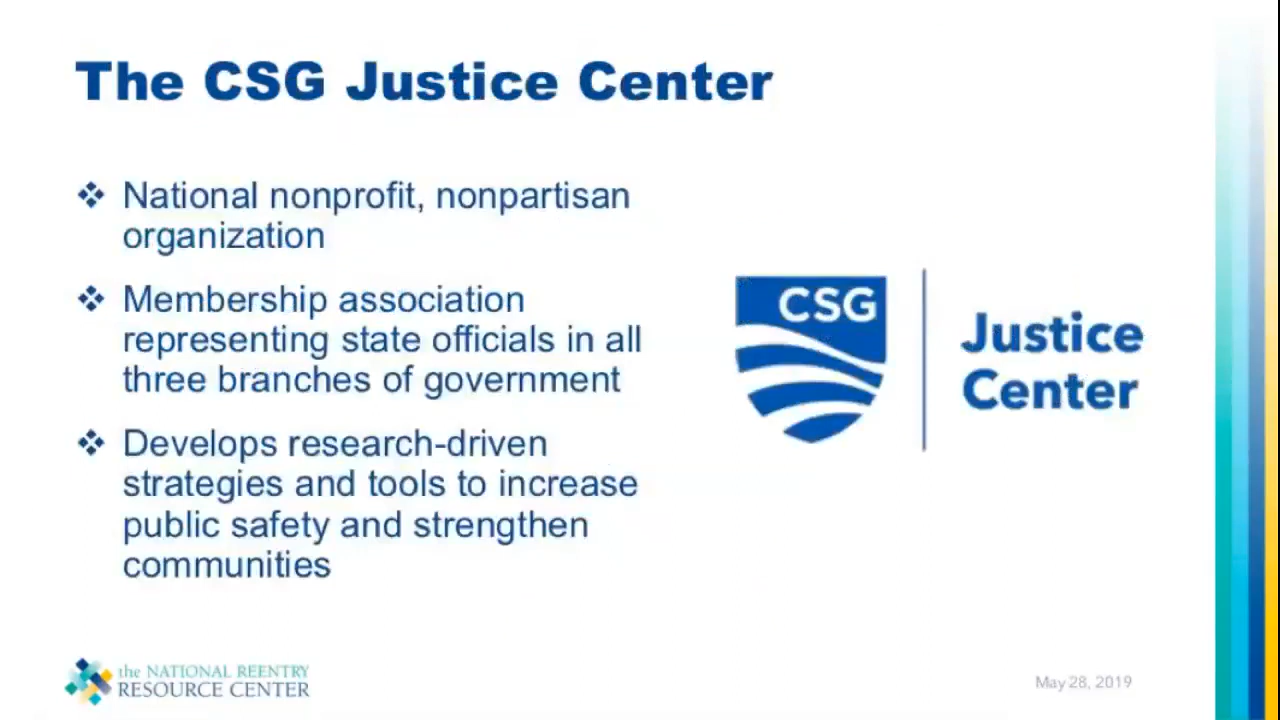 The CSG Justice Center
❖ National nonprofit, nonpartisan
organization
❖ Membership association
representing state officials in all
three branches of government
❖ Develops research-driven
strategies and tools to increase
public safety and strengthen
communities
CSG
Justice
Center
the NATIONAL REENTRY
RESOURCE CENTER
May 28, 2019